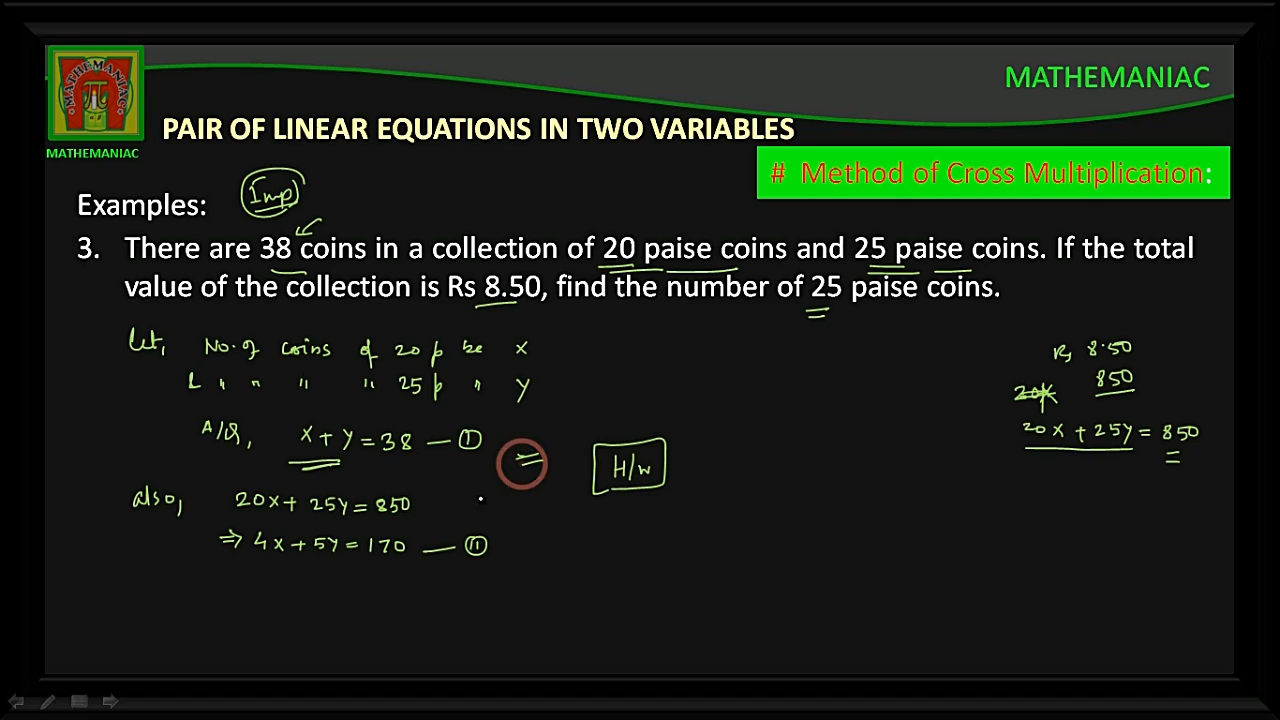 MATHEMANIAC
MATHEMANIAC
MATHEMANIAC
PAIR OF LINEAR EQUATIONS IN TWO VARIABLES
# Method of Cross Multiplication:
Examples: Imp
3. There are 38 coins in a collection of 20 paise coins and 25 paise coins. If the total
value of the collection is Rs 8.50, find the number of 25 paise coins.
Let, No. of coins of 20 p be x
" " " " 25 p " y
A/Q, x + y = 38 — (I)
also, 20x + 25y = 850
⇒ 4x + 5y = 170 — (II)
H/w
Rs 8.50
850
20x + 25y = 850